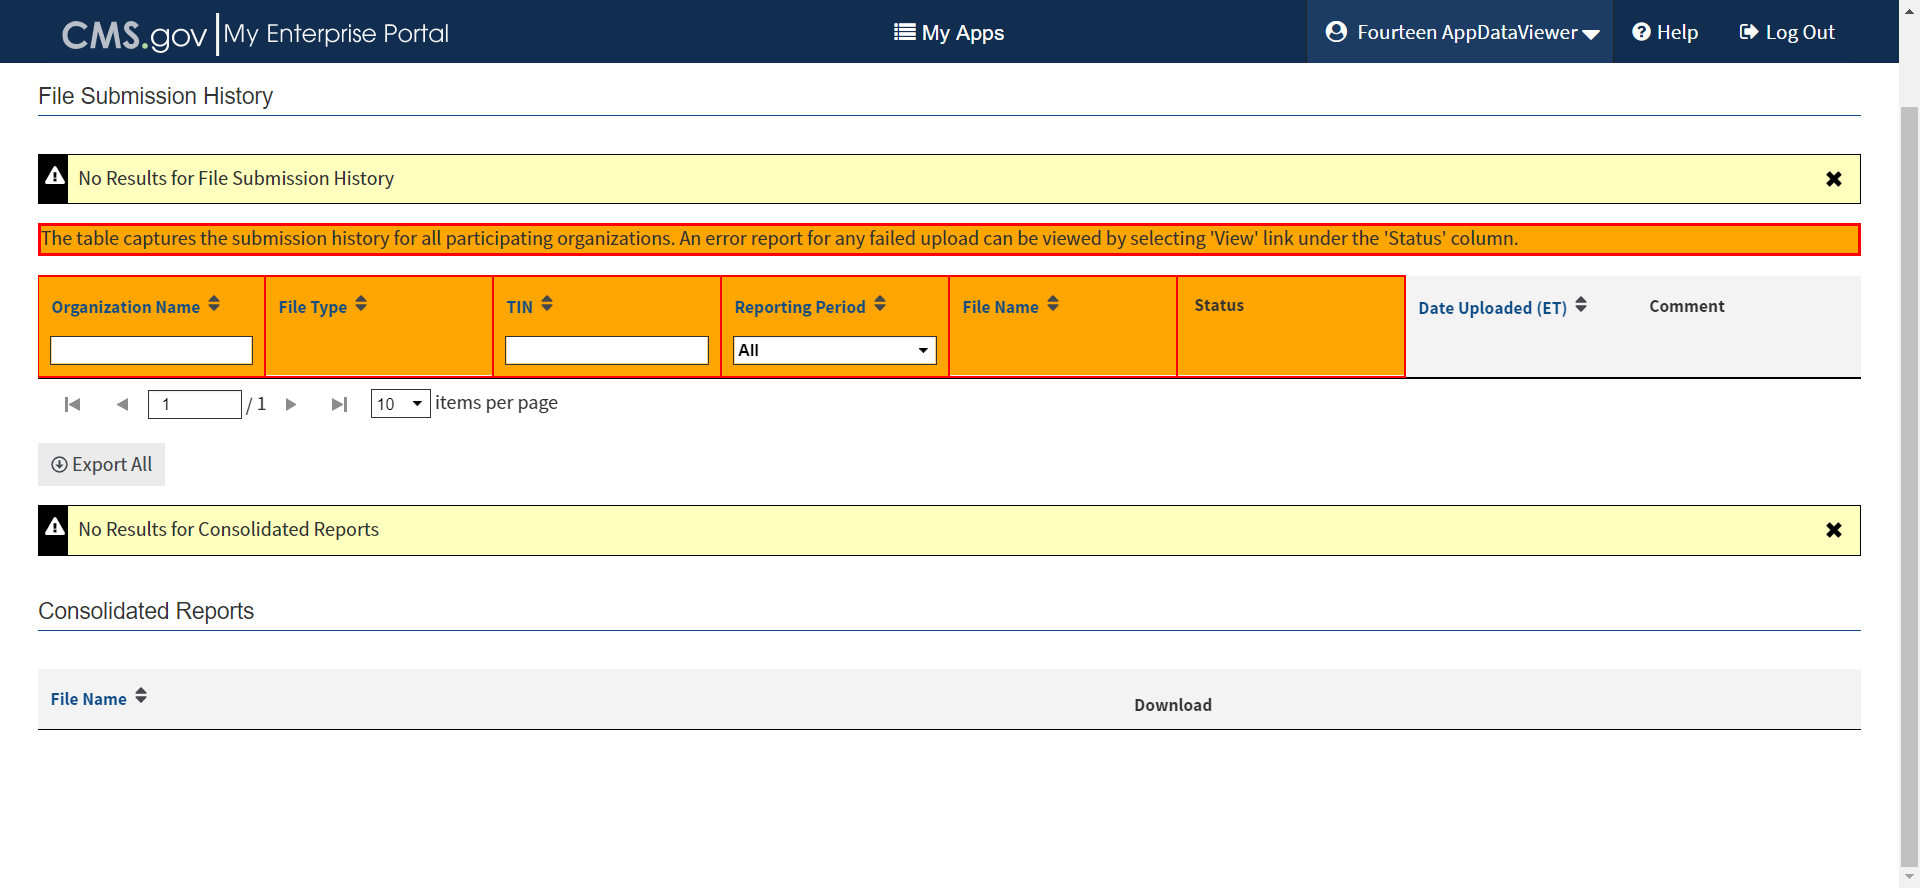 CMS.gov My Enterprise Portal My Apps Fourteen AppDataViewer Help Log Out
File Submission History
No Results for File Submission History
The table captures the submission history for all participating organizations. An error report for any failed upload can be viewed by selecting 'View' link under the 'Status' column.
Organization Name File Type TIN Reporting Period File Name Status Date Uploaded (ET) Comment
All
1 / 1 10 items per page
Export All
No Results for Consolidated Reports
Consolidated Reports
File Name Download